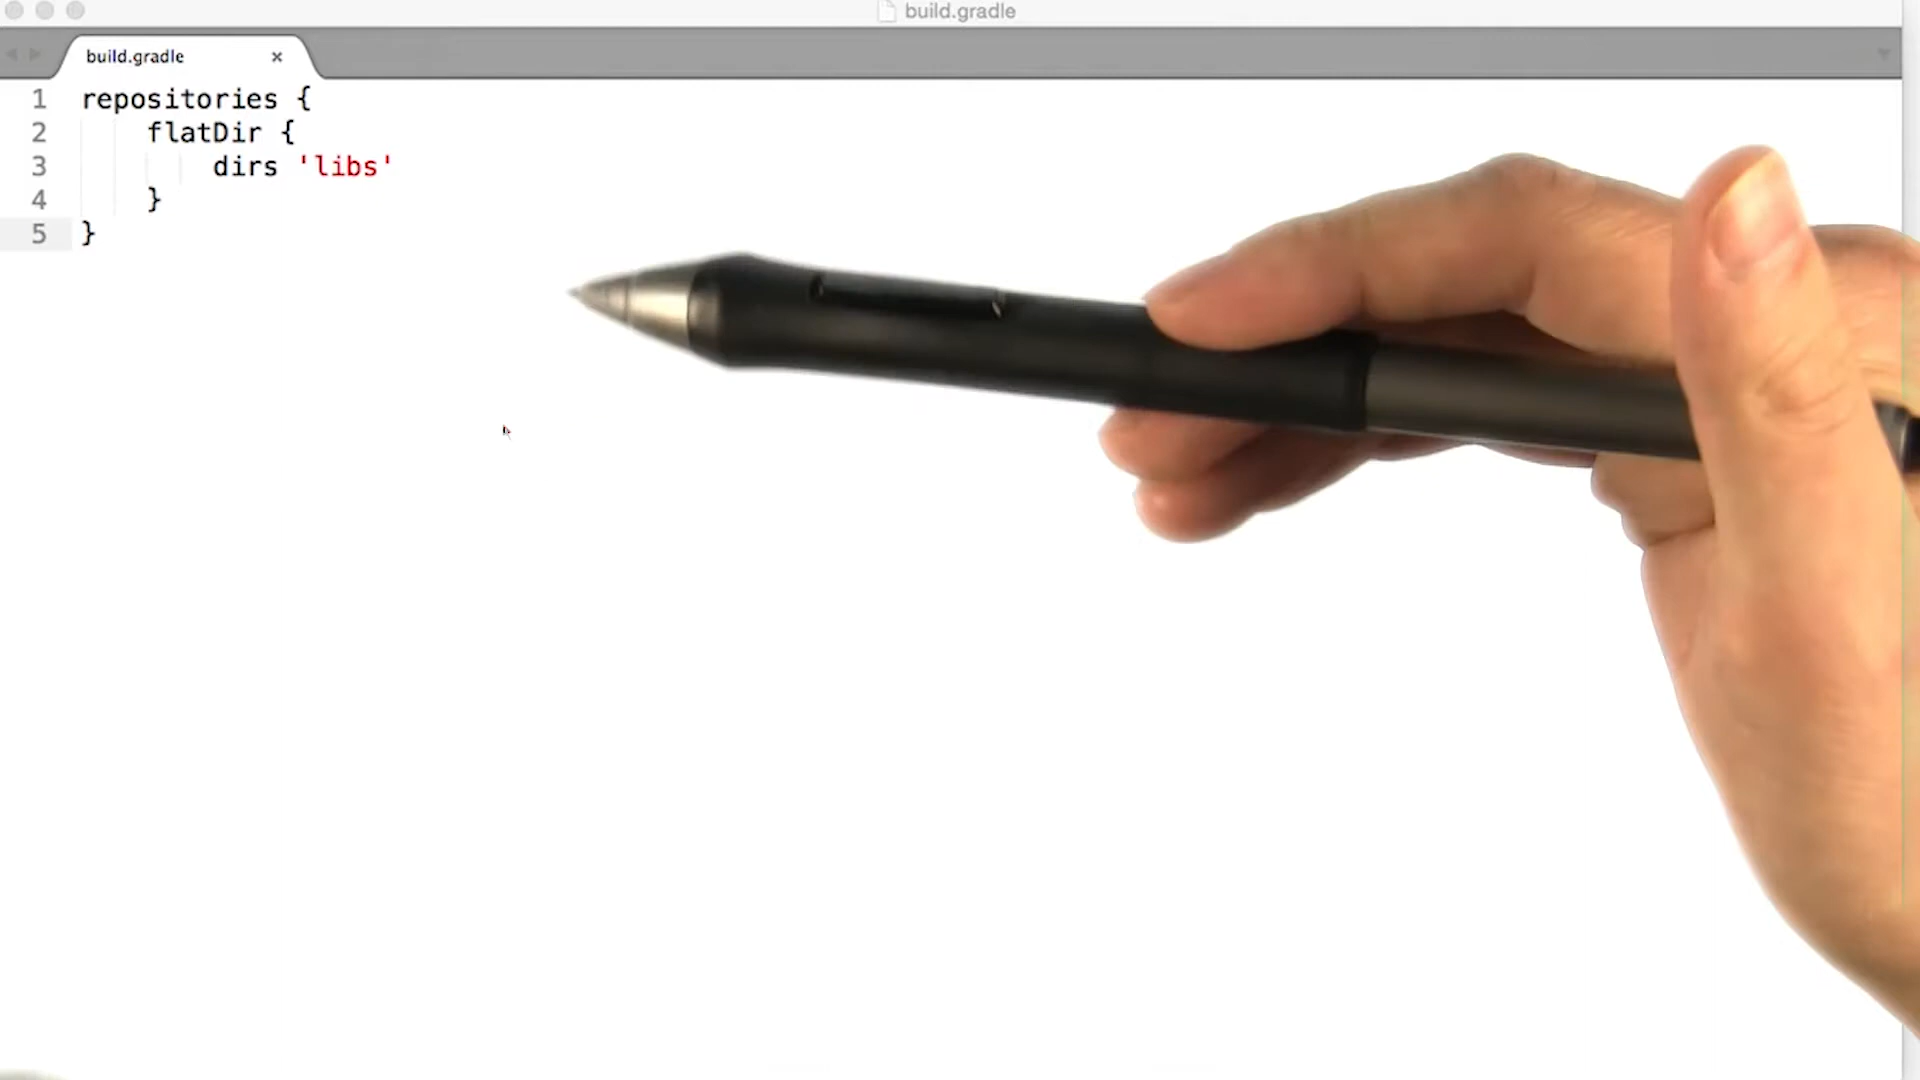 build.gradle
build.gradle ×
1 repositories {
2     flatDir {
3         dirs 'libs'
4     }
5 }